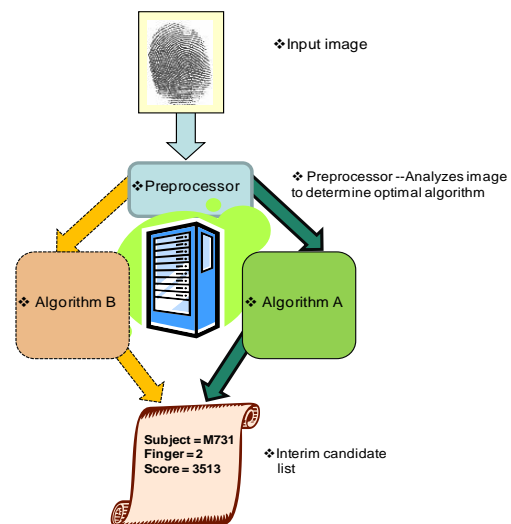 ❖Input image
❖Preprocessor
❖ Preprocessor --Analyzes image
to determine optimal algorithm
❖ Algorithm B
❖ Algorithm A
Subject = M731
Finger = 2
Score = 3513
❖Interim candidate
list